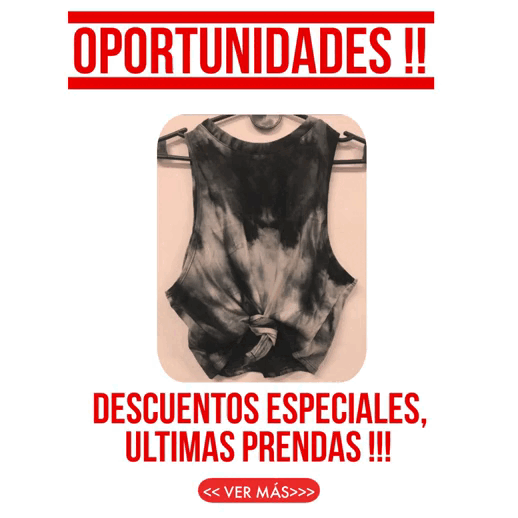 OPORTUNIDADES !!
DESCUENTOS ESPECIALES,
ULTIMAS PRENDAS !!!
<< VER MÁS>>>